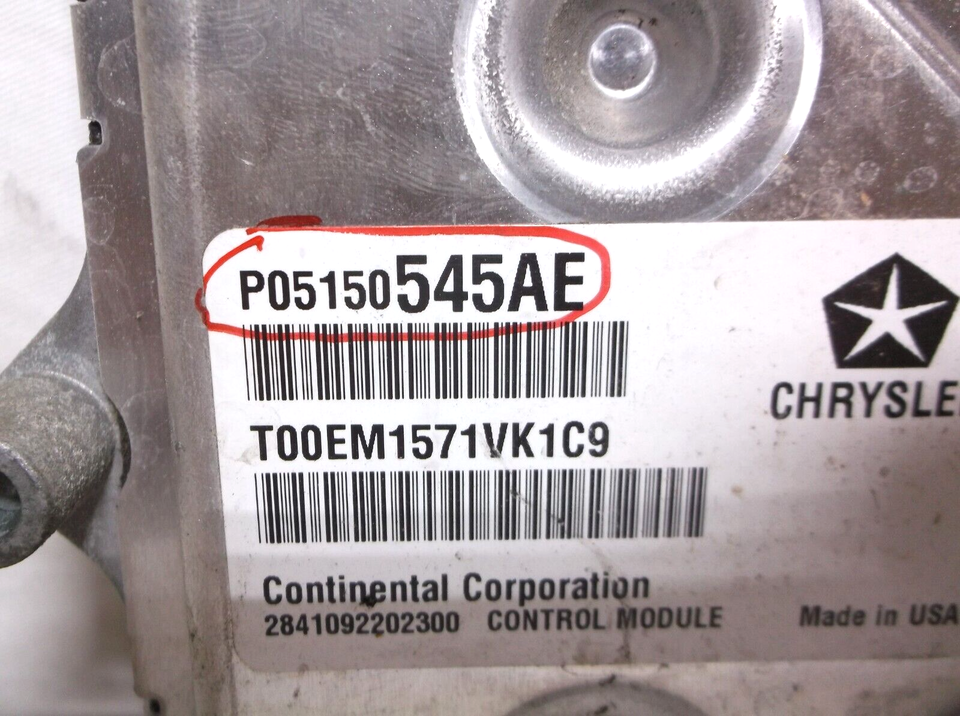 P05150545AE
T00EM1571VK1C9
CHRYSLE
Continental Corporation
2841092202300 CONTROL MODULE Made in USA